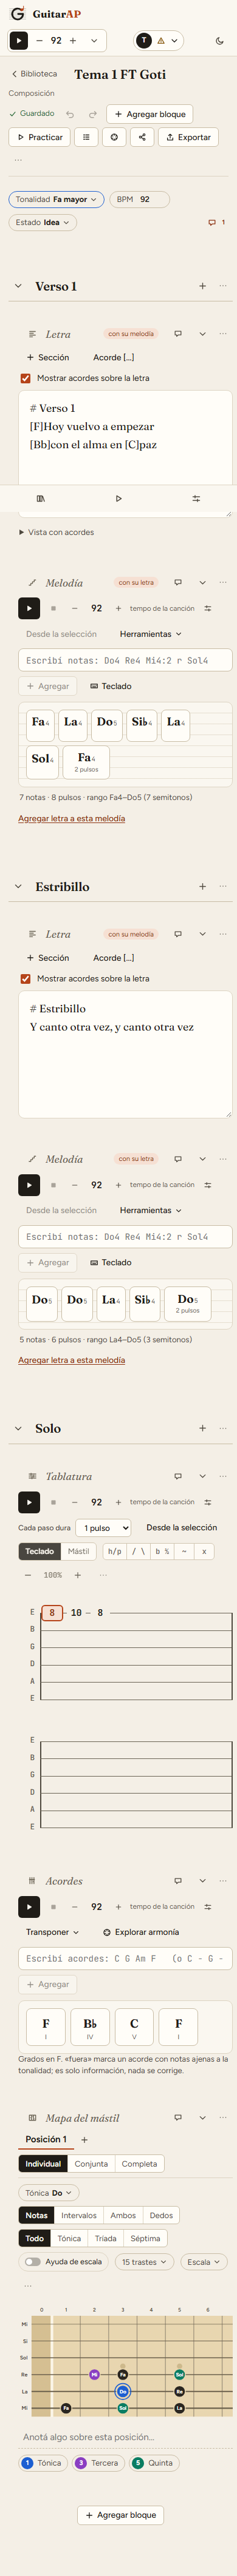 GuitarAP
92
T
Biblioteca
Tema 1 FT Goti
Composición
Guardado
Agregar bloque
Practicar
Exportar
Tonalidad Fa mayor
BPM 92
Estado Idea
1
Verso 1
Letra
con su melodía
+ Sección
Acorde [...]
Mostrar acordes sobre la letra
# Verso 1
[F]Hoy vuelvo a empezar
[Bb]con el alma en [C]paz
Vista con acordes
Melodía
con su letra
92
tempo de la canción
Desde la selección
Herramientas
Escribí notas: Do4 Re4 Mi4:2 r Sol4
+ Agregar
Teclado
Fa4 La4 Do5 Si♭4 La4
Sol4 Fa4
2 pulsos
7 notas · 8 pulsos · rango Fa4–Do5 (7 semitonos)
Agregar letra a esta melodía
Estribillo
Letra
con su melodía
+ Sección
Acorde [...]
Mostrar acordes sobre la letra
# Estribillo
Y canto otra vez, y canto otra vez
Melodía
con su letra
92
tempo de la canción
Desde la selección
Herramientas
Escribí notas: Do4 Re4 Mi4:2 r Sol4
+ Agregar
Teclado
Do5 Do5 La4 Si♭4 Do5
2 pulsos
5 notas · 6 pulsos · rango La4–Do5 (3 semitonos)
Agregar letra a esta melodía
Solo
Tablatura
92
tempo de la canción
Cada paso dura
1 pulso
Desde la selección
Teclado
Mástil
h/p
/ \
b %
~
x
100%
E 8 10 8
B
G
D
A
E
E
B
G
D
A
E
Acordes
92
tempo de la canción
Transponer
Explorar armonía
Escribí acordes: C G Am F (o C - G -
+ Agregar
F B♭ C F
I IV V I
Grados en F. «fuera» marca un acorde con notas ajenas a la
tonalidad; es solo información, nada se corrige.
Mapa del mástil
Posición 1
Individual
Conjunta
Completa
Tónica Do
Notas
Intervalos
Ambos
Dedos
Todo
Tónica
Tríada
Séptima
Ayuda de escala
15 trastes
Escala
0 1 2 3 4 5 6
Mi
Si
Sol
Re Mi Fa Sol
La Do Re
Mi Fa Sol La
Anotá algo sobre esta posición…
1 Tónica
3 Tercera
5 Quinta
+ Agregar bloque